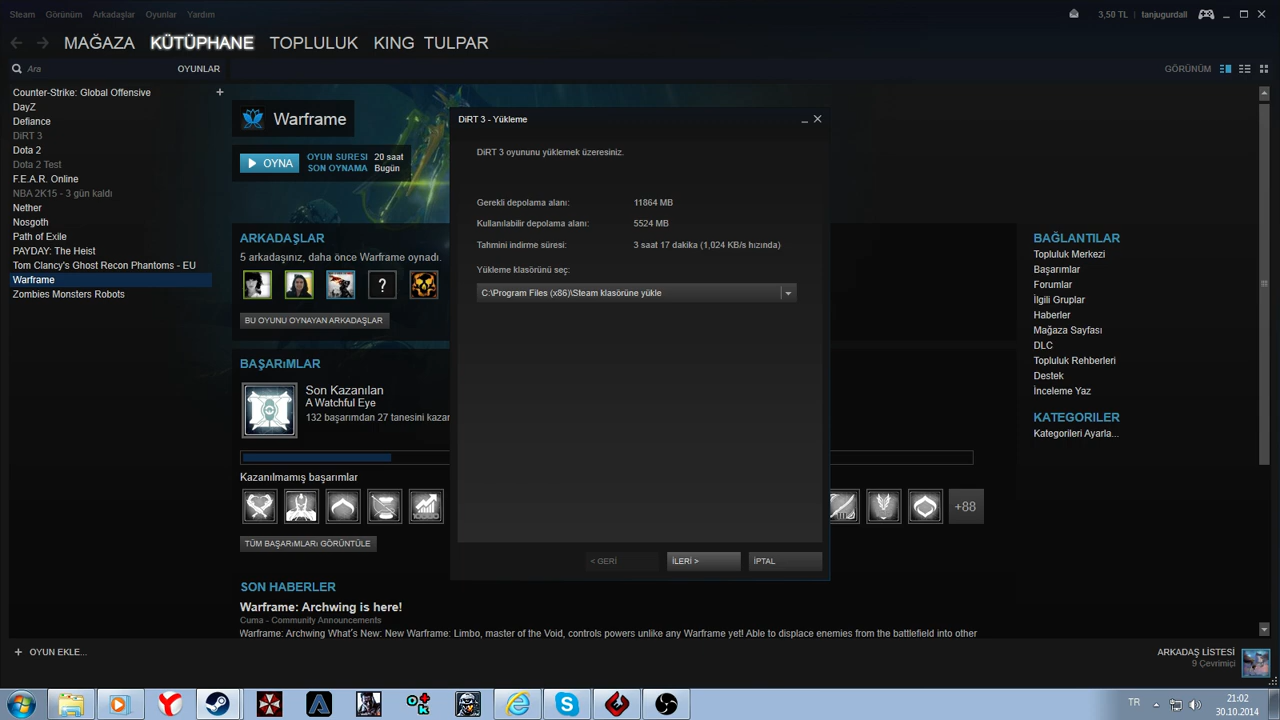 Steam Görünüm Arkadaşlar Oyunlar Yardım
3,50 TL tanjugurdall
MAĞAZA KÜTÜPHANE TOPLULUK KING TULPAR
Ara OYUNLAR
GÖRÜNÜM
Counter-Strike: Global Offensive
DayZ
Defiance
DiRT 3
Dota 2
Dota 2 Test
F.E.A.R. Online
NBA 2K15 - 3 gün kaldı
Nether
Nosgoth
Path of Exile
PAYDAY: The Heist
Tom Clancy's Ghost Recon Phantoms - EU
Warframe
Zombies Monsters Robots
+ OYUN EKLE...
Warframe
OYNA
OYUN SURESI 20 saat
SON OYNAMA Bugün
ARKADAŞLAR
5 arkadaşınız, daha önce Warframe oynadı.
?
BU OYUNU OYNAYAN ARKADAŞLAR
BAŞARıMLAR
Son Kazanılan
A Watchful Eye
132 başarımdan 27 tanesini kazar
Kazanılmamış başarımlar
10000
+88
TÜM BAŞARıMLARı GÖRÜNTÜLE
SON HABERLER
Warframe: Archwing is here!
Cuma - Community Announcements
Warframe: Archwing What's New: New Warframe: Limbo, master of the Void, controls powers unlike any Warframe yet! Able to displace enemies from the battlefield into other
DiRT 3 - Yükleme
DiRT 3 oyununu yüklemek üzeresiniz.
Gerekli depolama alanı: 11864 MB
Kullanılabilir depolama alanı: 5524 MB
Tahmini indirme süresi: 3 saat 17 dakika (1,024 KB/s hızında)
Yükleme klasörünü seç:
C:\Program Files (x86)\Steam klasörüne yükle
< GERİ İLERİ > İPTAL
BAĞLANTILAR
Topluluk Merkezi
Başarımlar
Forumlar
İlgili Gruplar
Haberler
Mağaza Sayfası
DLC
Topluluk Rehberleri
Destek
İnceleme Yaz
KATEGORILER
Kategorileri Ayarla...
ARKADAŞ LİSTESİ
9 Çevrimiçi
TR
21:02
30.10.2014